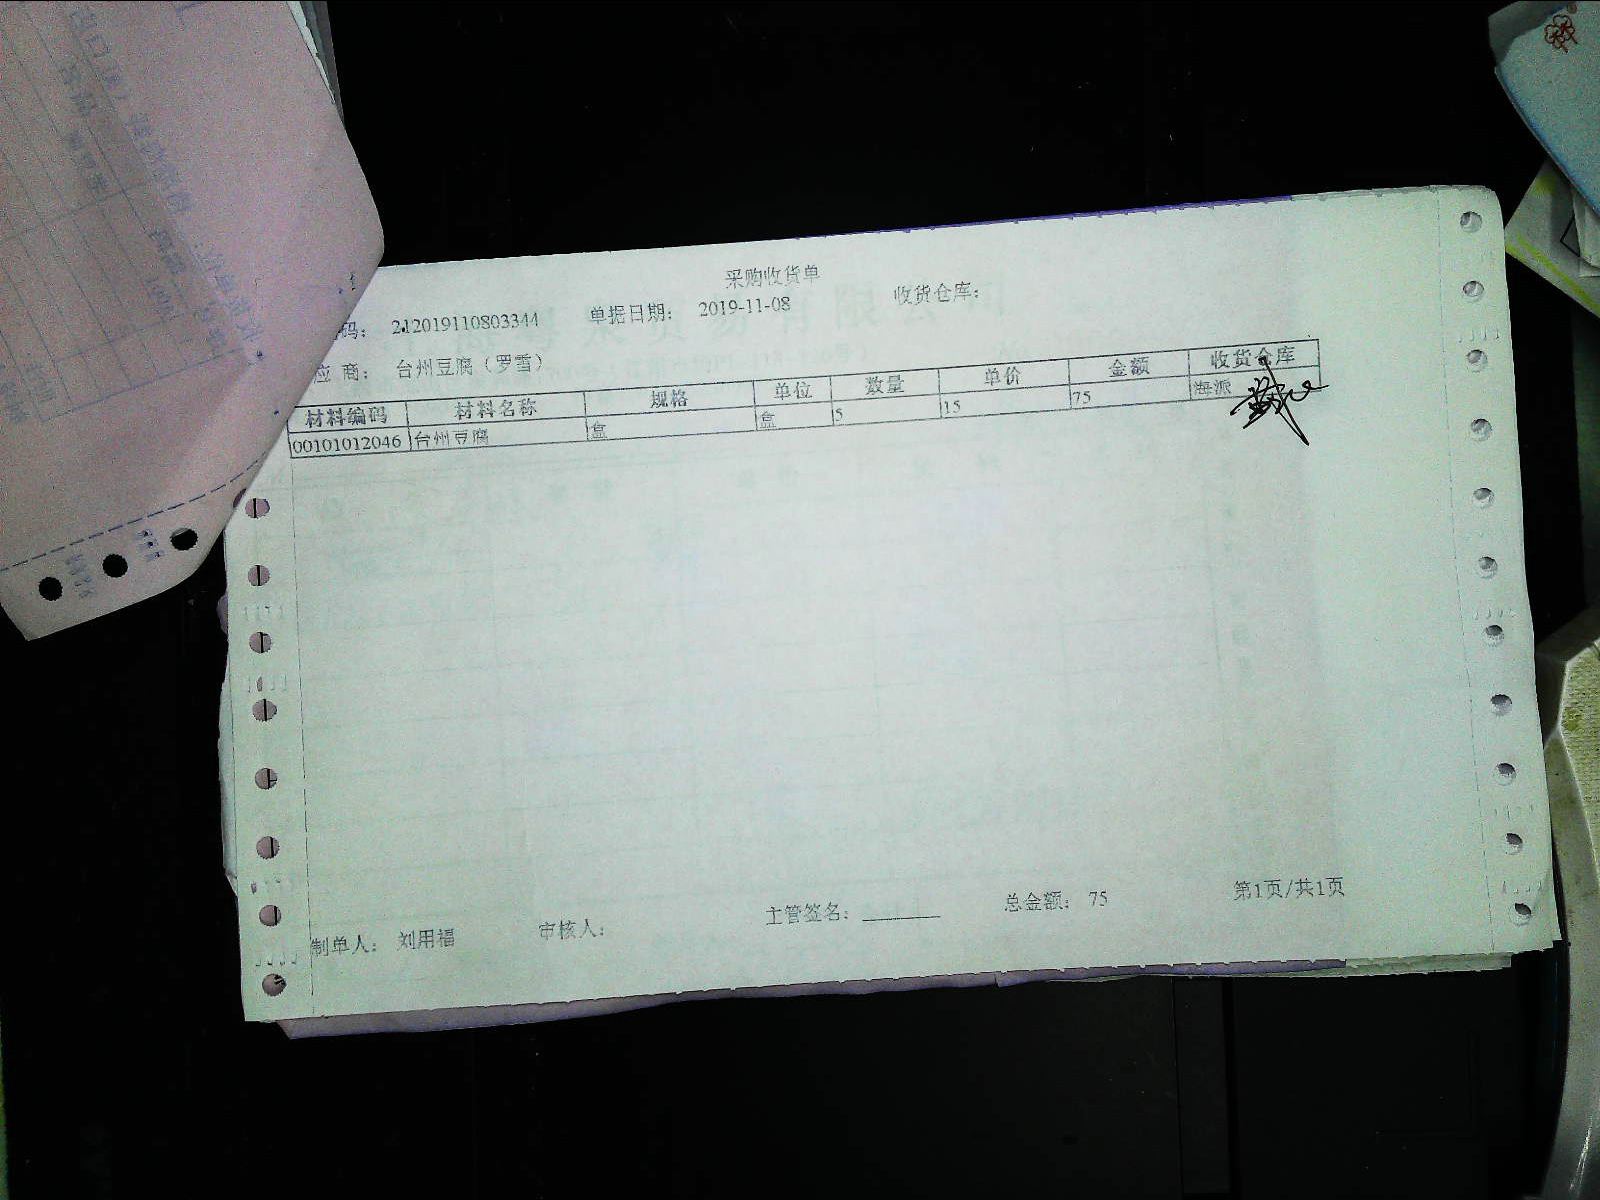 采购收货单
码： 212019110803344 单据日期： 2019-11-08 收货仓库：
应 商： 台州豆腐（罗雪）
材料编码 材料名称 规格 单位 数量 单价 金额 收货仓库
00101012046 台州豆腐 盒 盒 5 15 75 海派
制单人： 刘用福 审核人： 主管签名： 总金额： 75 第1页/共1页